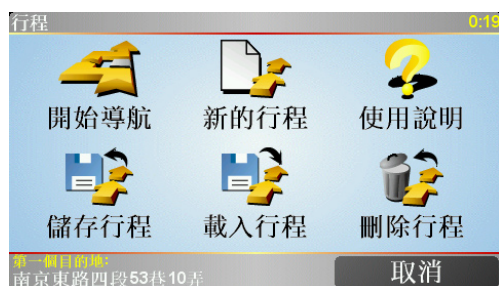 行程 0:19
開始導航 新的行程 使用說明
儲存行程 載入行程 刪除行程
第一個目的地:
南京東路四段53巷10弄
取消